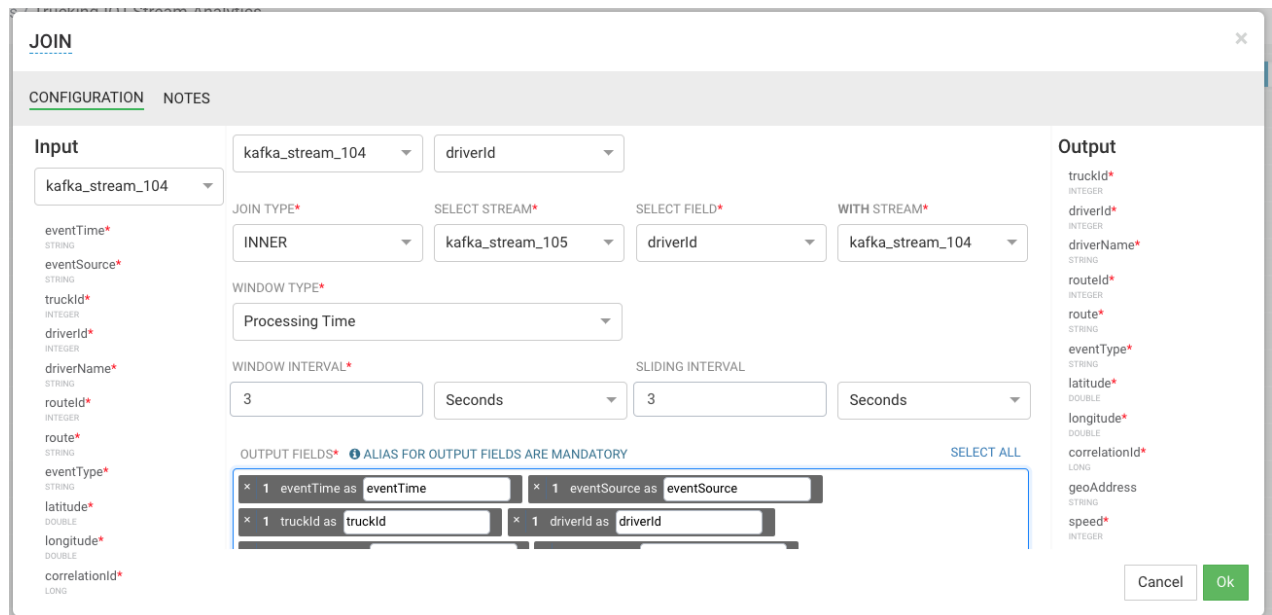 Trucking IOT Stream Analytics
JOIN
×
CONFIGURATION NOTES
Input
kafka_stream_104
eventTime*
STRING
eventSource*
STRING
truckId*
INTEGER
driverId*
INTEGER
driverName*
STRING
routeId*
INTEGER
route*
STRING
eventType*
STRING
latitude*
DOUBLE
longitude*
DOUBLE
correlationId*
LONG
kafka_stream_104 driverId
JOIN TYPE* SELECT STREAM* SELECT FIELD* WITH STREAM*
INNER kafka_stream_105 driverId kafka_stream_104
WINDOW TYPE*
Processing Time
WINDOW INTERVAL* SLIDING INTERVAL
3 Seconds 3 Seconds
OUTPUT FIELDS* ALIAS FOR OUTPUT FIELDS ARE MANDATORY SELECT ALL
× 1 eventTime as eventTime × 1 eventSource as eventSource
× 1 truckId as truckId × 1 driverId as driverId
Output
truckId*
INTEGER
driverId*
INTEGER
driverName*
STRING
routeId*
INTEGER
route*
STRING
eventType*
STRING
latitude*
DOUBLE
longitude*
DOUBLE
correlationId*
LONG
geoAddress
STRING
speed*
INTEGER
Cancel Ok